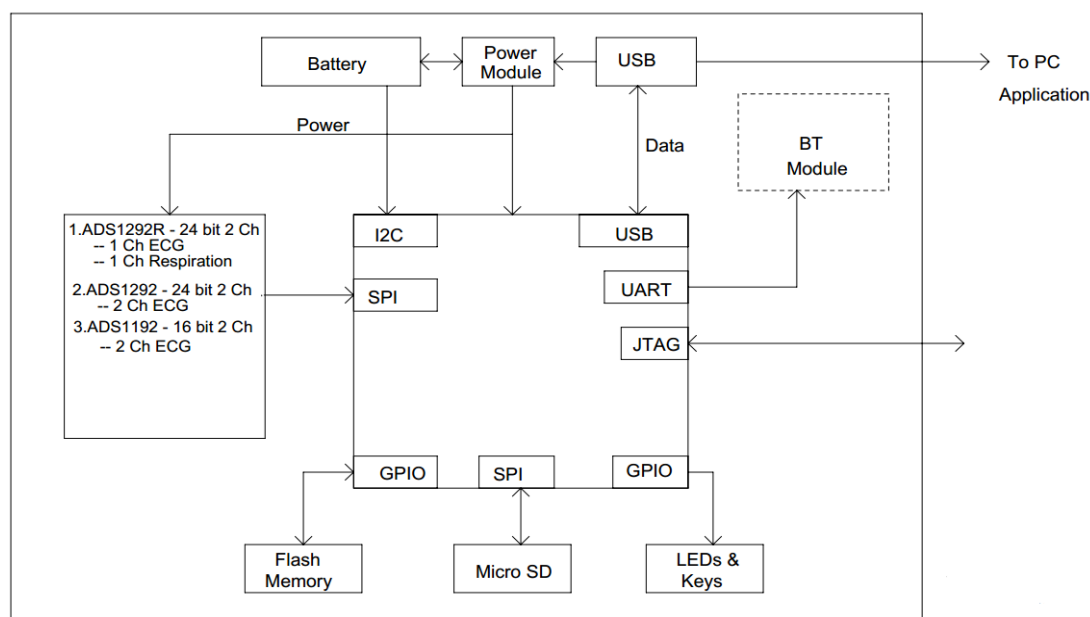 Battery
Power
Module
USB
To PC
Application
Power
Data
BT
Module
1.ADS1292R - 24 bit 2 Ch
-- 1 Ch ECG
-- 1 Ch Respiration
2.ADS1292 - 24 bit 2 Ch
-- 2 Ch ECG
3.ADS1192 - 16 bit 2 Ch
-- 2 Ch ECG
I2C
USB
SPI
UART
JTAG
GPIO
SPI
GPIO
Flash
Memory
Micro SD
LEDs &
Keys